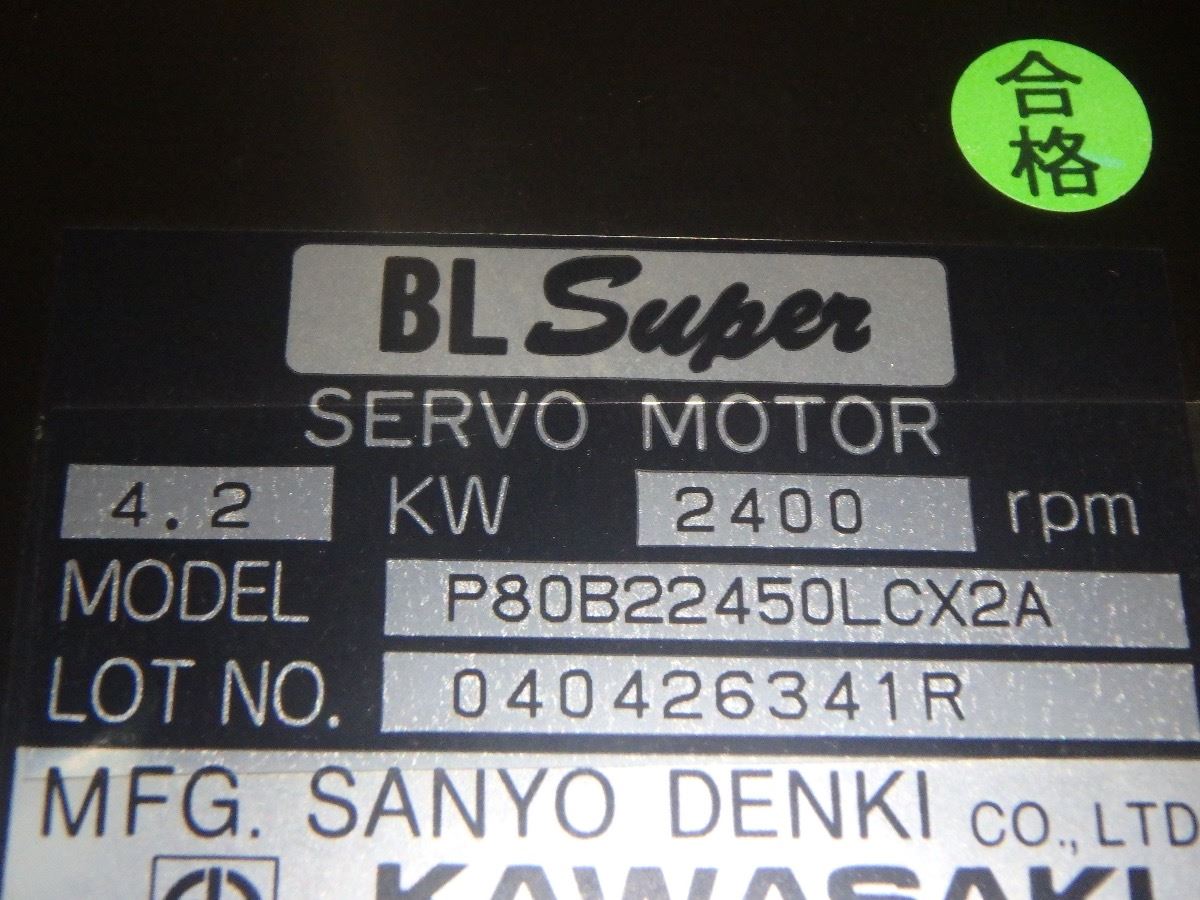 合格
BL Super
SERVO MOTOR
4.2 KW 2400 rpm
MODEL P80B22450LCX2A
LOT NO. 040426341R
MFG. SANYO DENKI CO., LTD
KAWASAKI